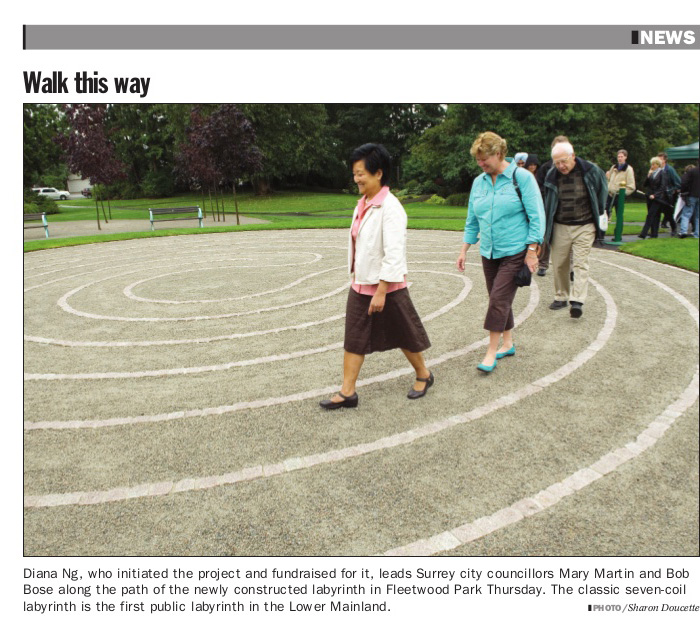 NEWS
Walk this way
Diana Ng, who initiated the project and fundraised for it, leads Surrey city councillors Mary Martin and Bob
Bose along the path of the newly constructed labyrinth in Fleetwood Park Thursday. The classic seven-coil
labyrinth is the first public labyrinth in the Lower Mainland.
PHOTO / Sharon Doucette